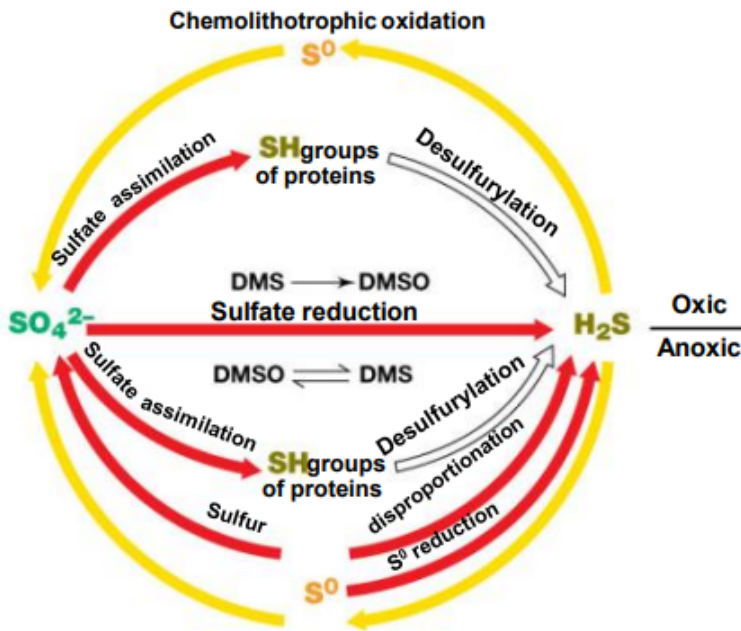 Chemolithotrophic oxidation
S⁰
Sulfate assimilation
SH groups
of proteins
Desulfurylation
DMS → DMSO
Sulfate reduction
SO₄²⁻
H₂S
Oxic
Anoxic
DMSO ⇌ DMS
Sulfate assimilation
Desulfurylation
SH groups
of proteins
Sulfur
disproportionation
S⁰ reduction
S⁰